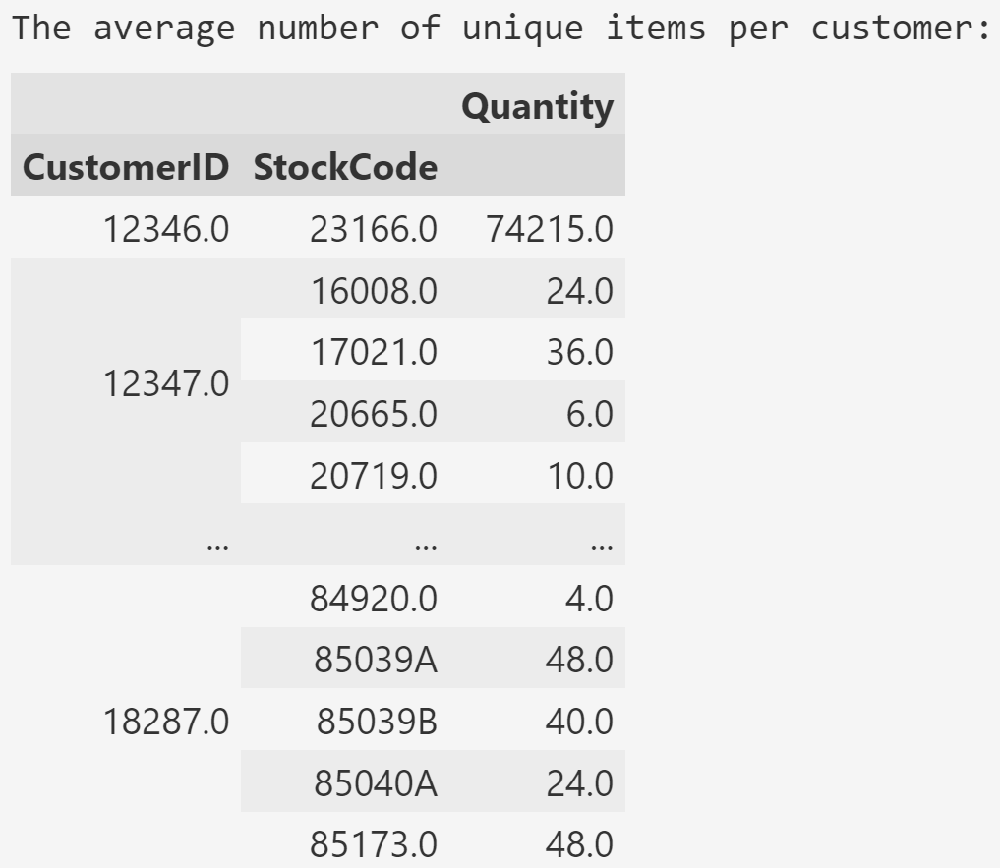 The average number of unique items per customer:
Quantity
CustomerID StockCode
12346.0 23166.0 74215.0
16008.0 24.0
17021.0 36.0
12347.0
20665.0 6.0
20719.0 10.0
... ... ...
84920.0 4.0
85039A 48.0
18287.0 85039B 40.0
85040A 24.0
85173.0 48.0